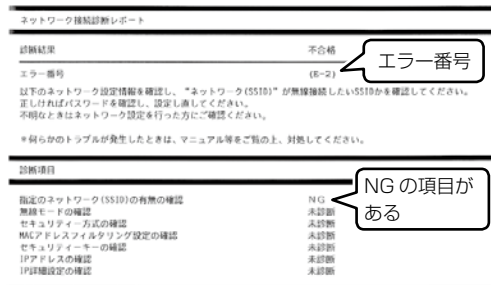 ネットワーク接続診断レポート
診断結果 不合格
エラー番号 (E-2)
エラー番号
以下のネットワーク設定情報を確認し、"ネットワーク(SSID)"が無線接続したいSSIDかを確認してください。
正しければパスワードを確認し、設定し直してください。
不明なときはネットワーク設定を行った方にご確認ください。
*何らかのトラブルが発生したときは、マニュアル等をご覧の上、対処してください。
診断項目
指定のネットワーク(SSID)の有無の確認 NG
NGの項目が
ある
無線モードの確認 未診断
セキュリティー方式の確認 未診断
MACアドレスフィルタリング設定の確認 未診断
セキュリティーキーの確認 未診断
IPアドレスの確認 未診断
IP詳細設定の確認 未診断